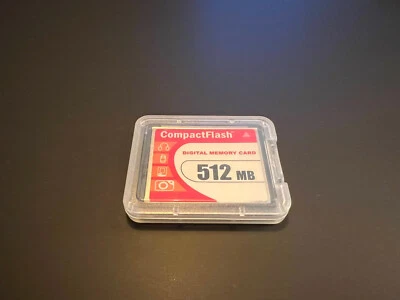 CompactFlash
DIGITAL MEMORY CARD
512 MB